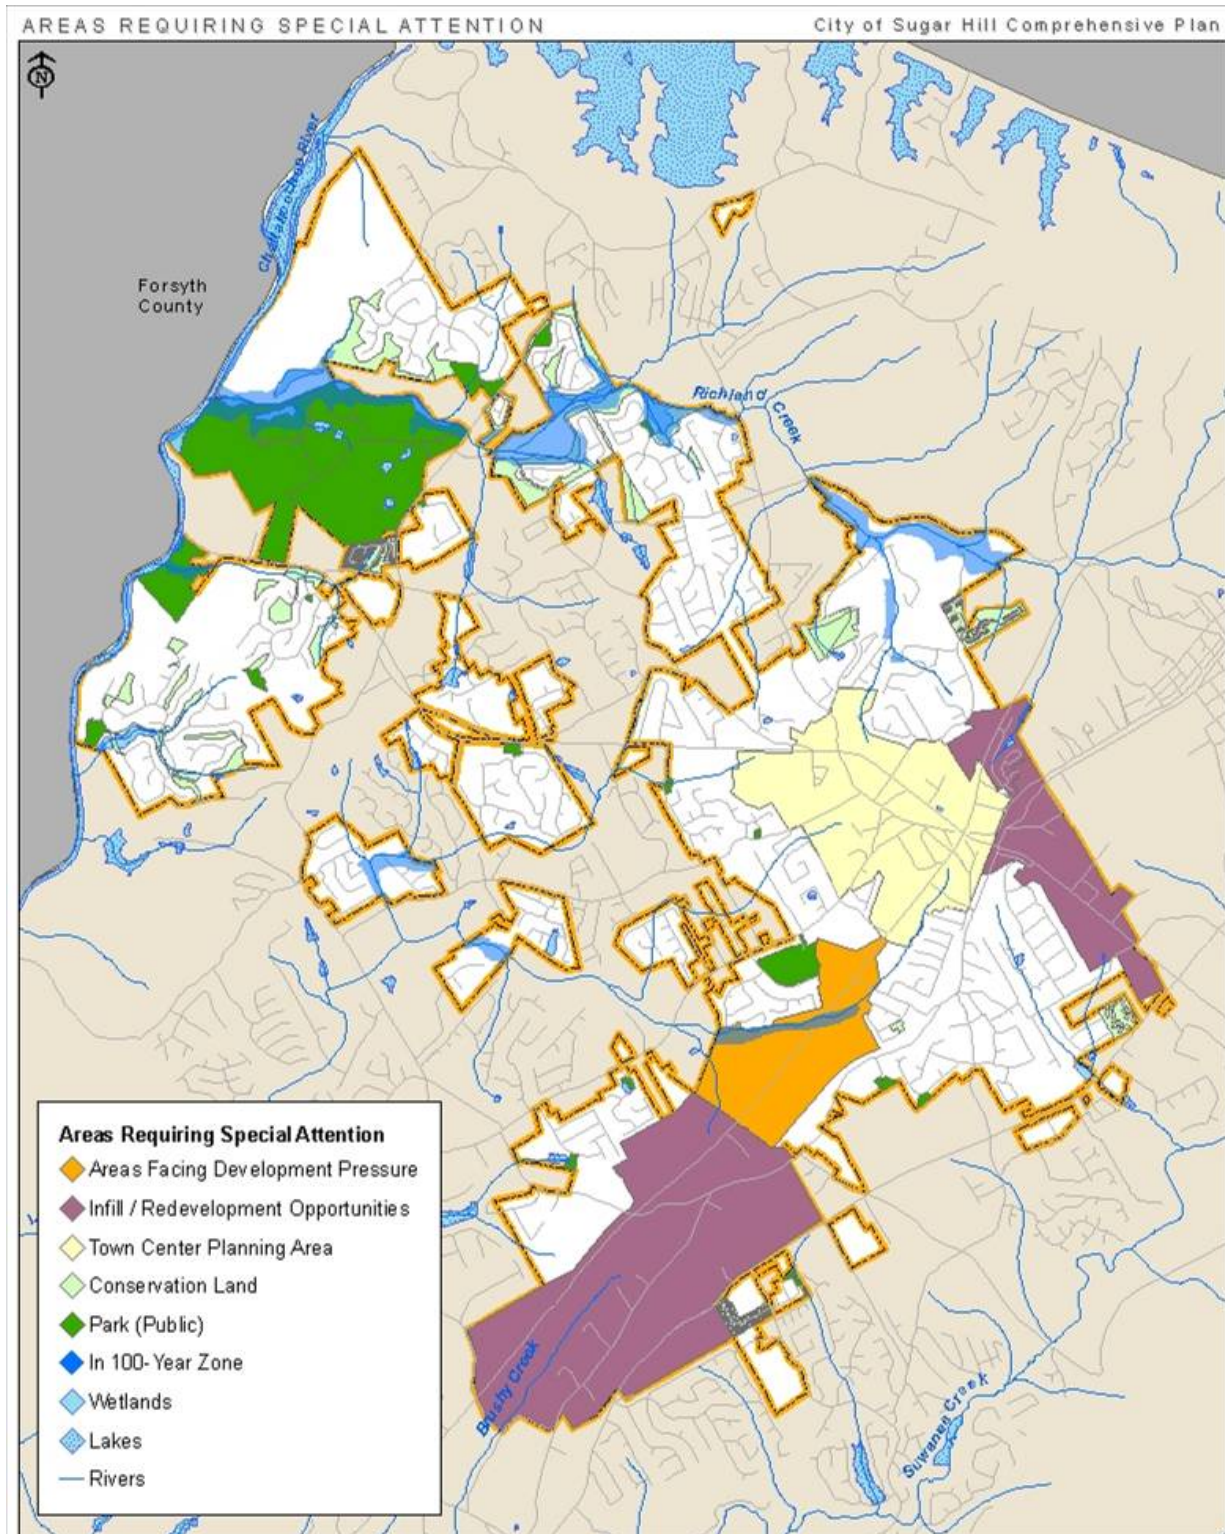 AREAS REQUIRING SPECIAL ATTENTION
City of Sugar Hill Comprehensive Plan
N
Chattahoochee River
Forsyth
County
Richland Creek
Areas Requiring Special Attention
Areas Facing Development Pressure
Infill / Redevelopment Opportunities
Town Center Planning Area
Conservation Land
Park (Public)
In 100-Year Zone
Wetlands
Lakes
Rivers
Brushy Creek
Suwanee Creek